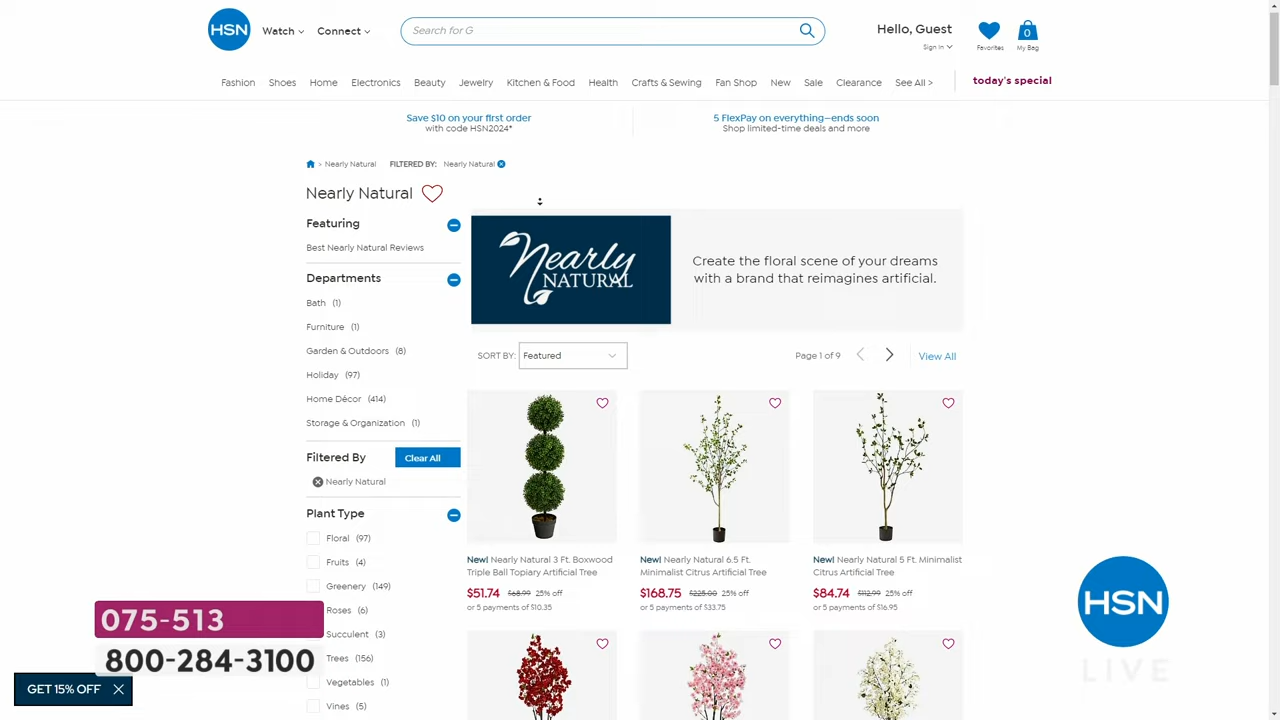 HSN
Watch
Connect
Search for G
Hello, Guest
Sign In
Favorites
0
My Bag
Fashion
Shoes
Home
Electronics
Beauty
Jewelry
Kitchen & Food
Health
Crafts & Sewing
Fan Shop
New
Sale
Clearance
See All >
today's special
Save $10 on your first order
with code HSN2024*
5 FlexPay on everything—ends soon
Shop limited-time deals and more
> Nearly Natural
FILTERED BY: Nearly Natural
Nearly Natural
Featuring
Best Nearly Natural Reviews
Departments
Bath (1)
Furniture (1)
Garden & Outdoors (8)
Holiday (97)
Home Décor (414)
Storage & Organization (1)
Filtered By
Clear All
Nearly Natural
Plant Type
Floral (97)
Fruits (4)
Greenery (149)
Roses (6)
Succulent (3)
Trees (156)
Vegetables (1)
Vines (5)
Nearly
NATURAL
Create the floral scene of your dreams
with a brand that reimagines artificial.
SORT BY: Featured
Page 1 of 9
View All
New! Nearly Natural 3 Ft. Boxwood
Triple Ball Topiary Artificial Tree
$51.74 $68.99 25% off
or 5 payments of $10.35
New! Nearly Natural 6.5 Ft.
Minimalist Citrus Artificial Tree
$168.75 $225.00 25% off
or 5 payments of $33.75
New! Nearly Natural 5 Ft. Minimalist
Citrus Artificial Tree
$84.74 $112.99 25% off
or 5 payments of $16.95
075-513
800-284-3100
GET 15% OFF
HSN
LIVE